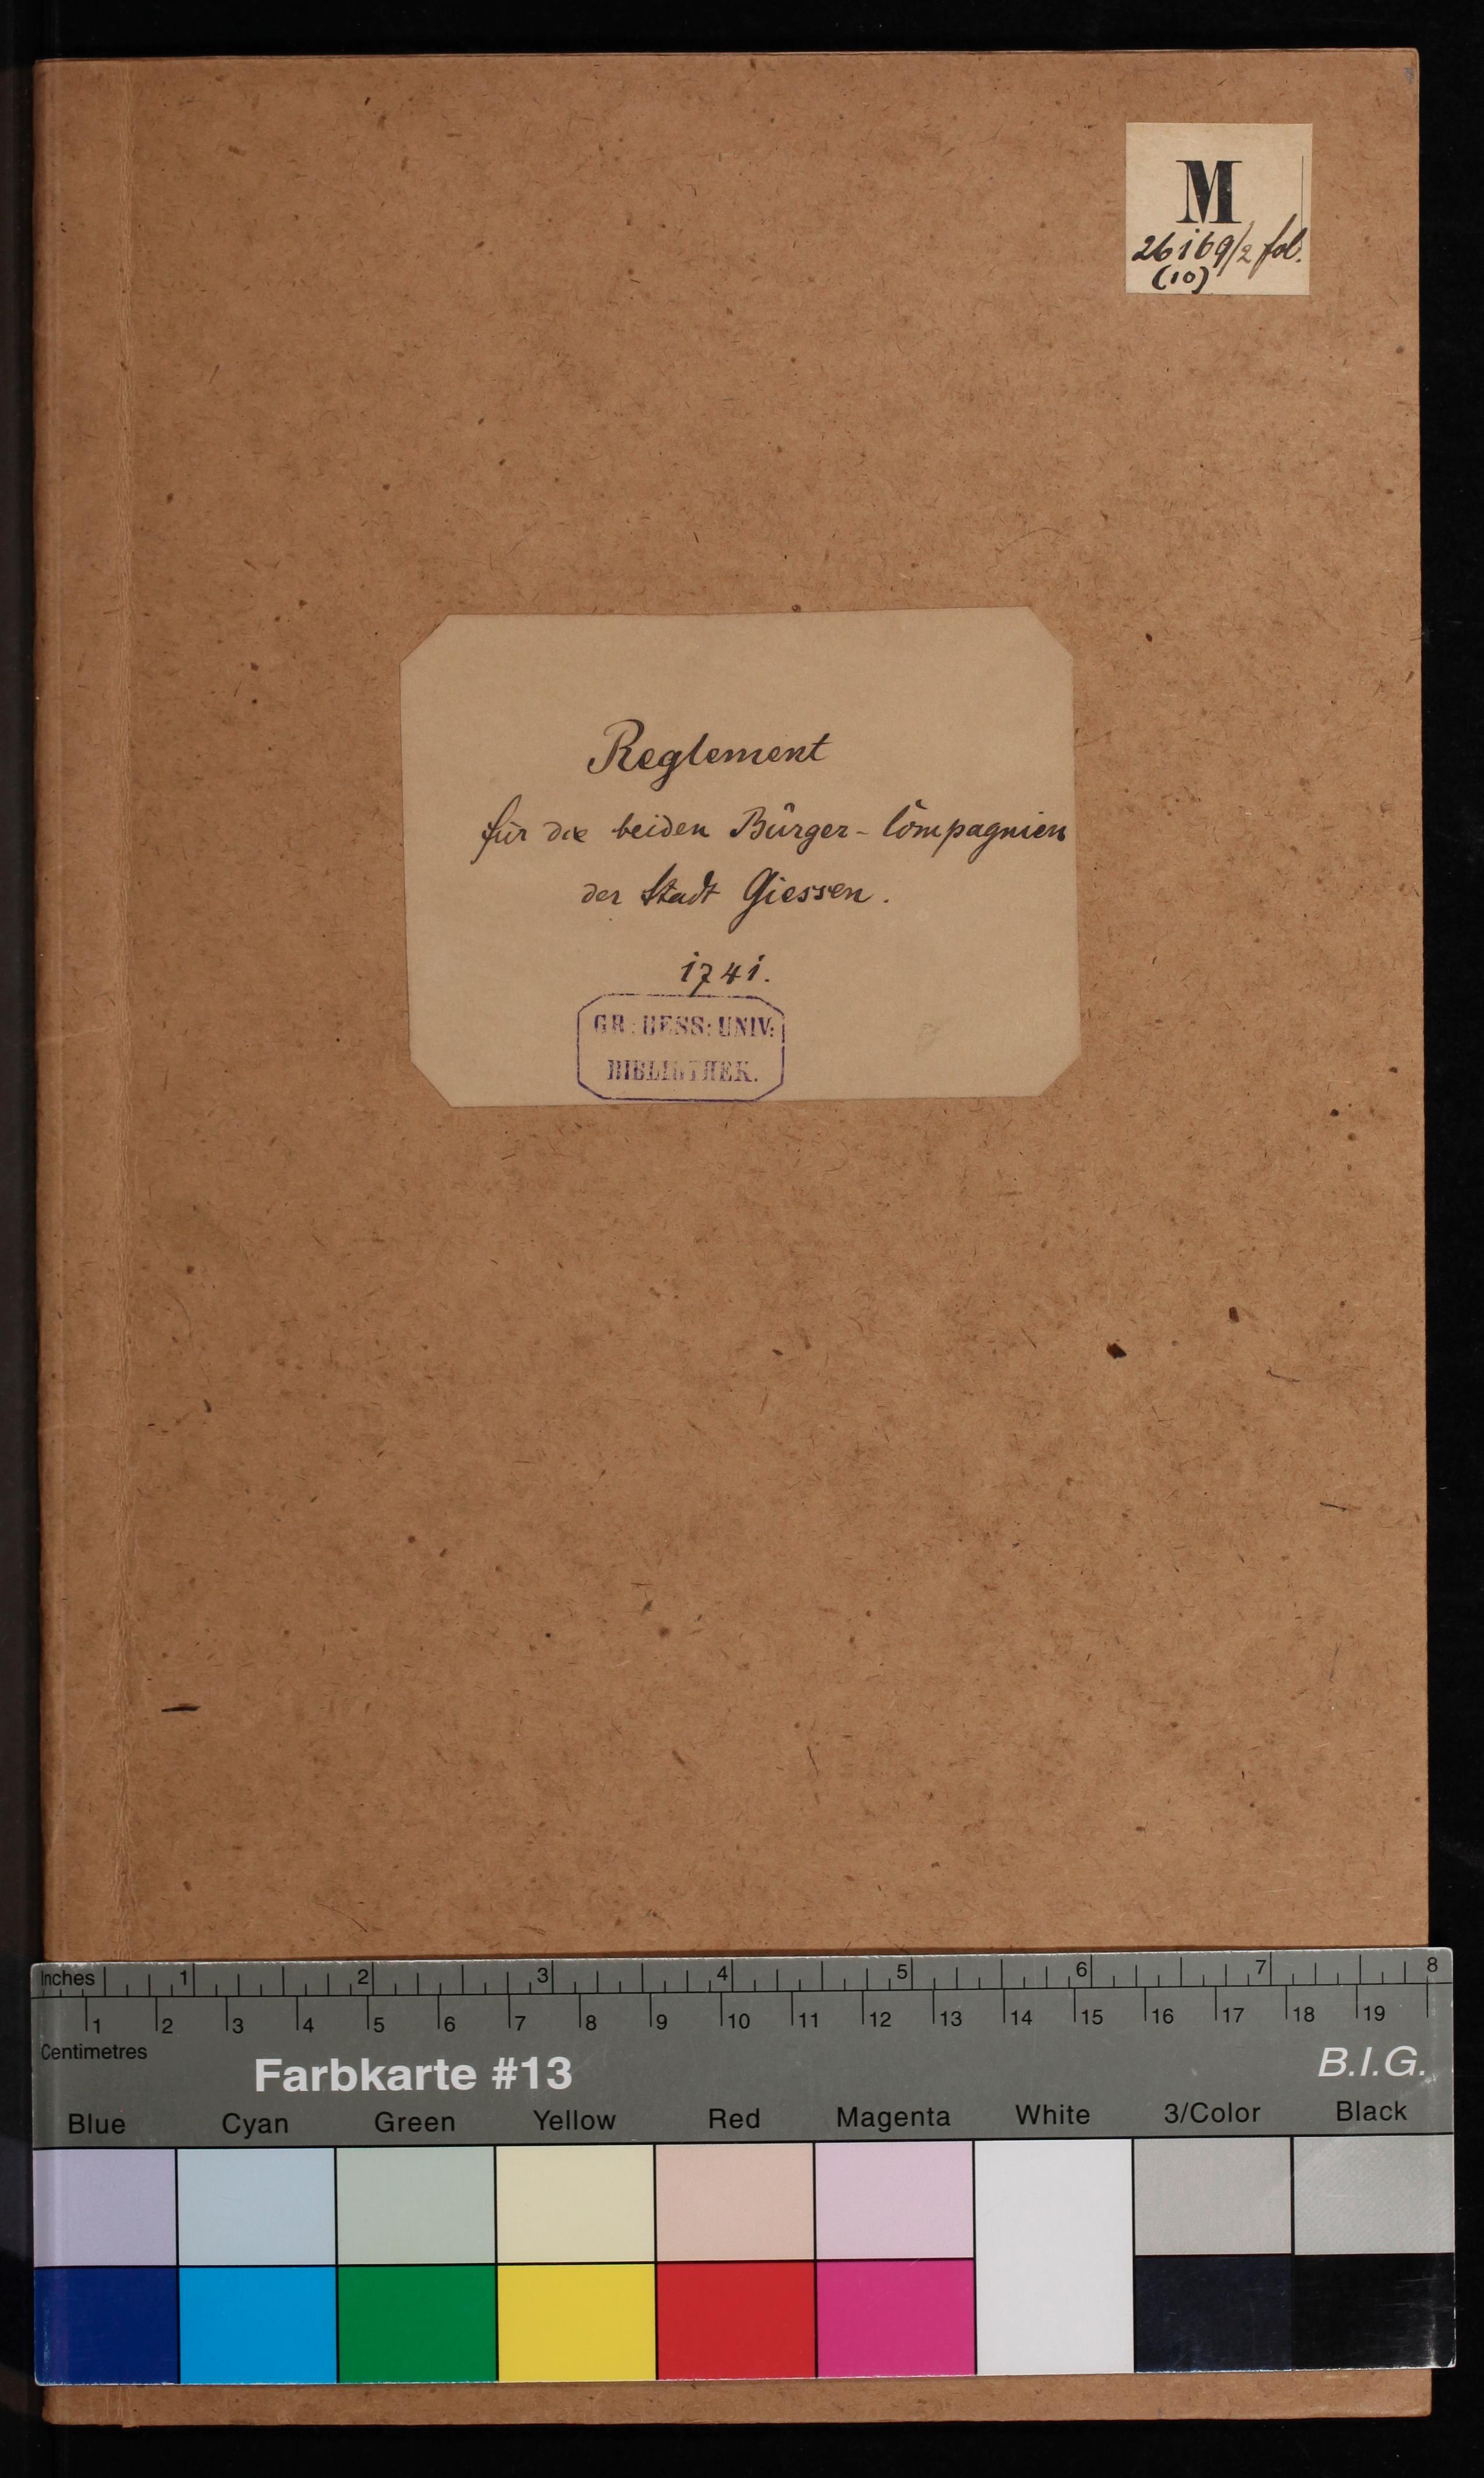 M
26169/2 fol.
(10)
Reglement
für die beiden Bürger-Compagnien
der Stadt Giessen.
1741.
GR: HESS: UNIV:
BIBLIOTHEK.
Inches 1 2 3 4 5 6 7 8
1 2 3 4 5 6 7 8 9 10 11 12 13 14 15 16 17 18 19
Centimetres
Farbkarte #13 B.I.G.
Blue Cyan Green Yellow Red Magenta White 3/Color Black